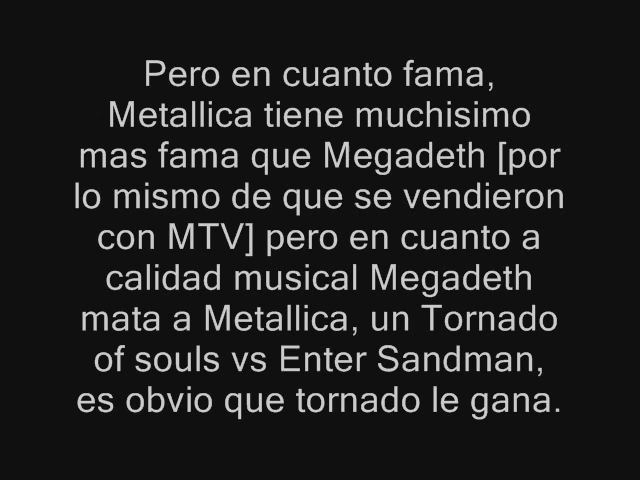 Pero en cuanto fama,
Metallica tiene muchisimo
mas fama que Megadeth [por
lo mismo de que se vendieron
con MTV] pero en cuanto a
calidad musical Megadeth
mata a Metallica, un Tornado
of souls vs Enter Sandman,
es obvio que tornado le gana.